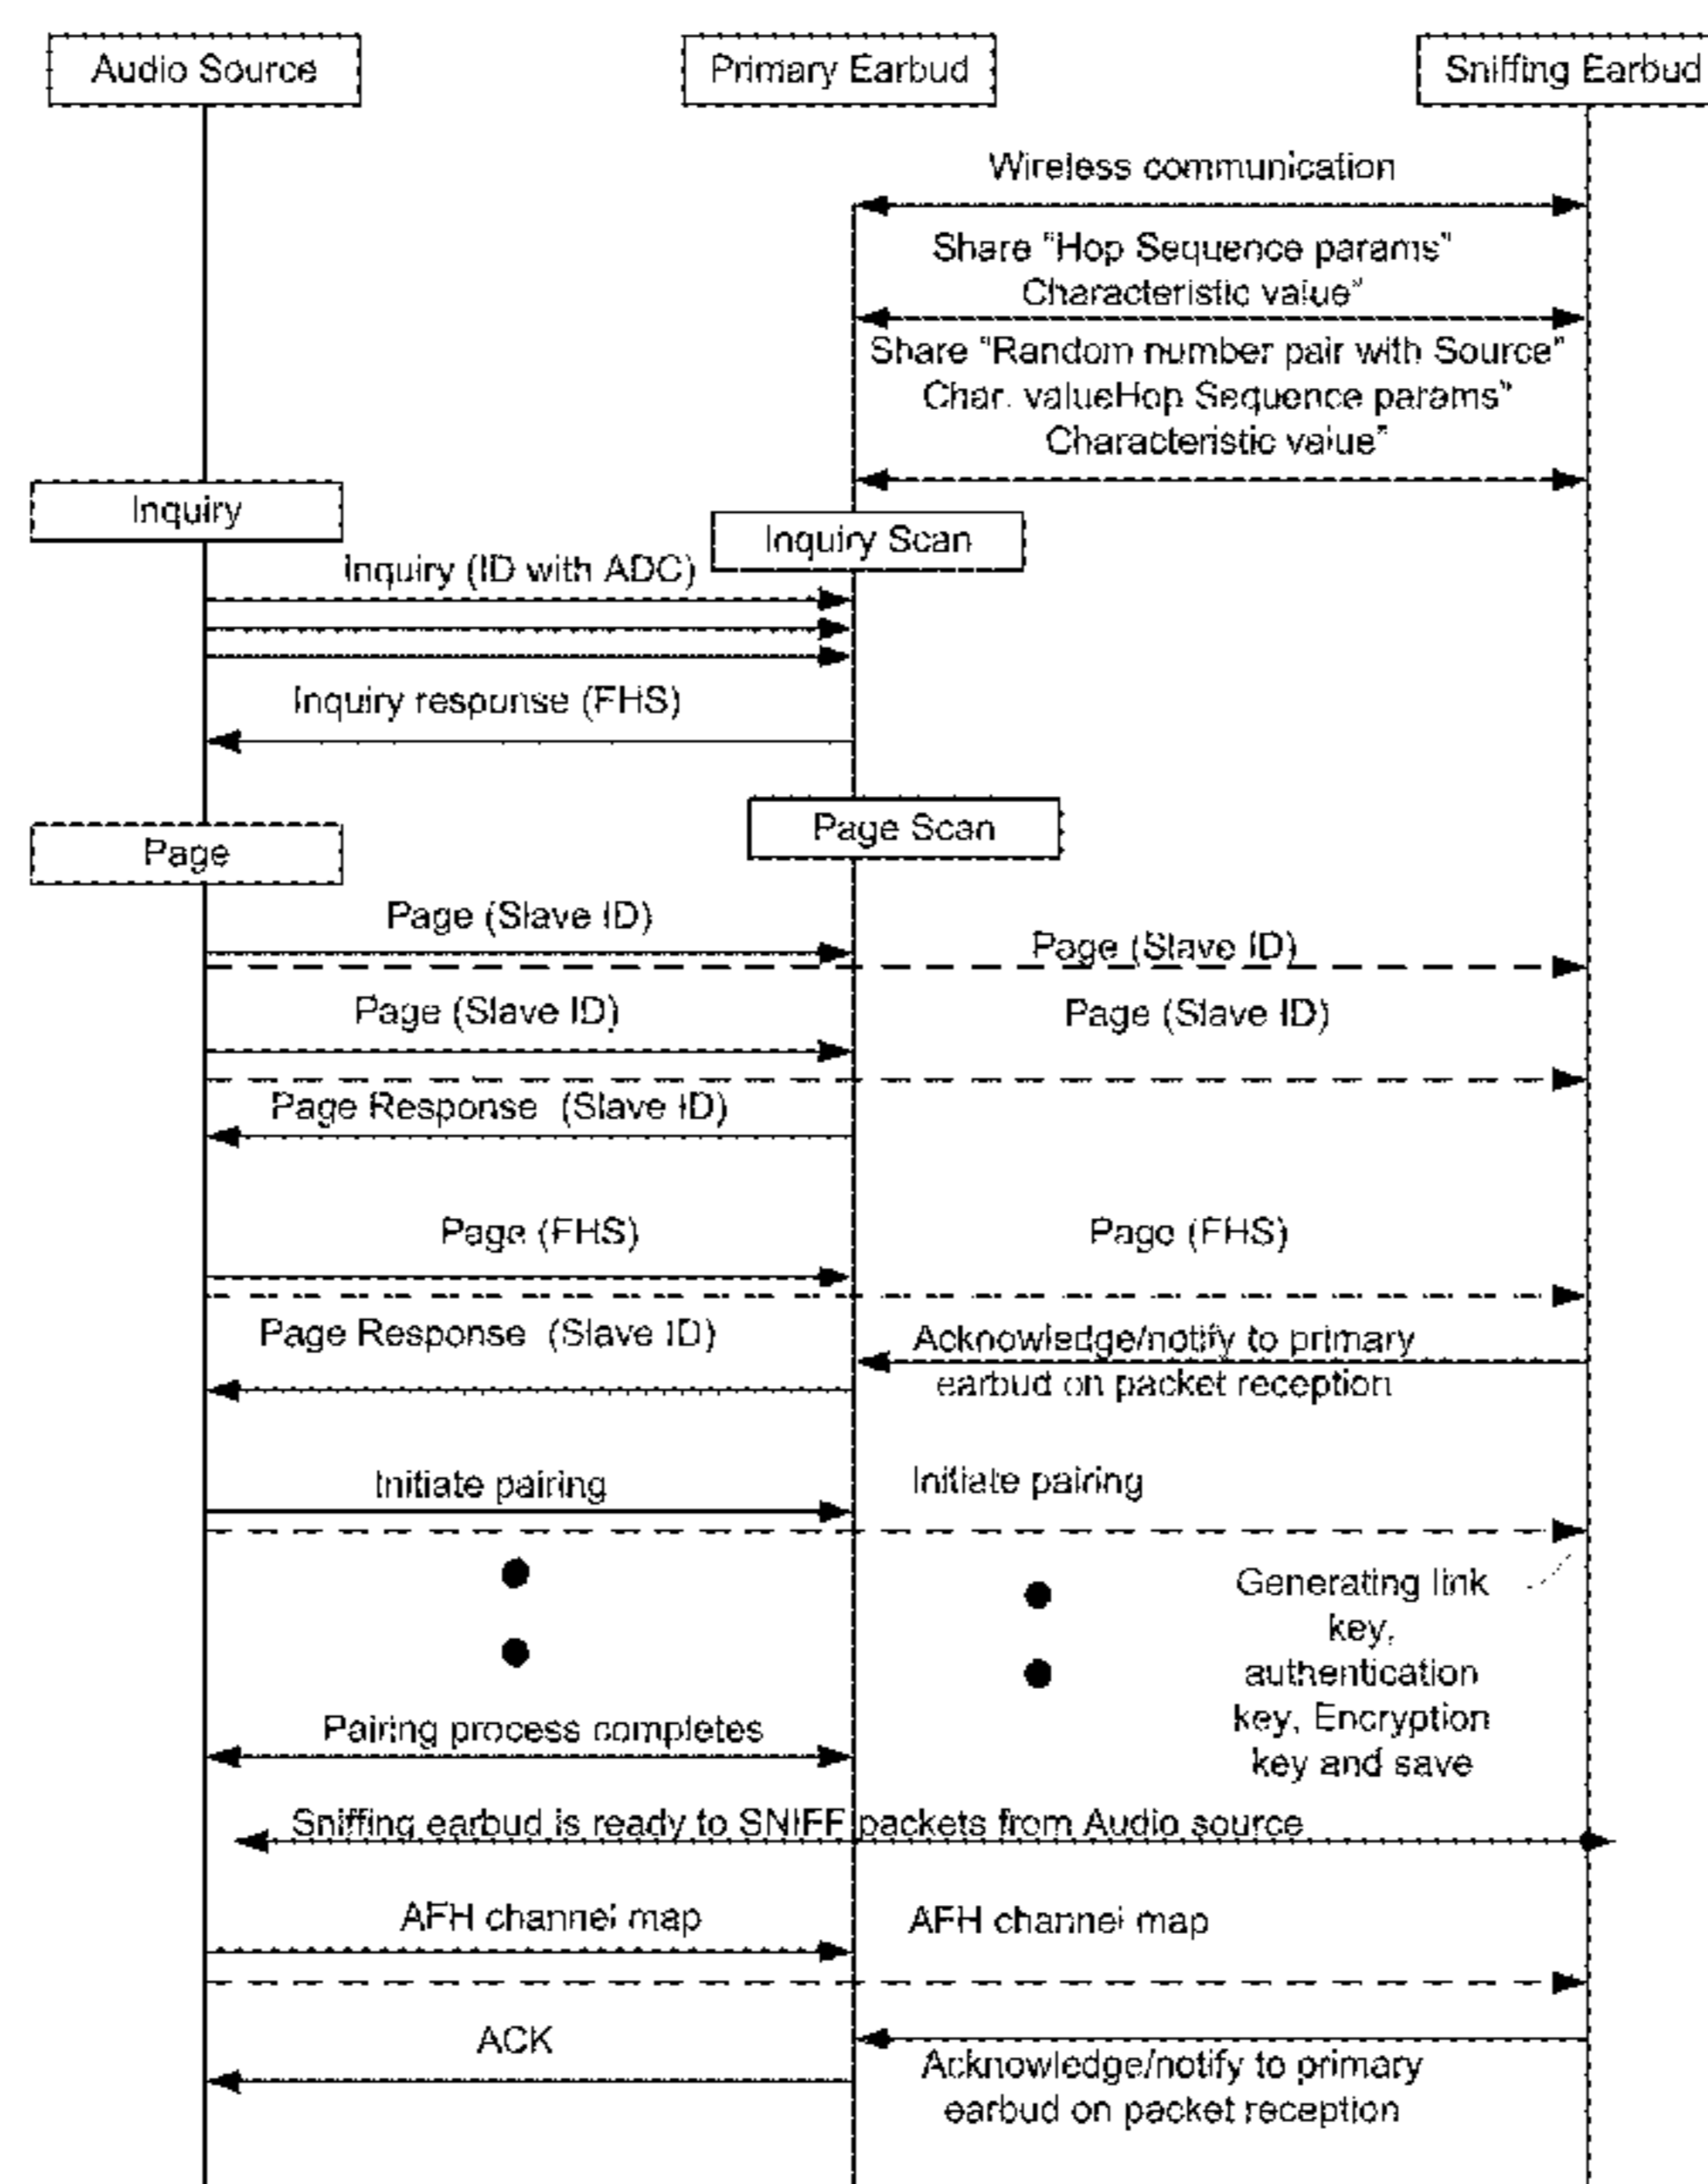 Audio Source
Primary Earbud
Sniffing Earbud
Wireless communication
Share "Hop Sequence params"
Characteristic value"
Share "Random number pair with Source"
Char. valueHop Sequence params"
Characteristic value"
Inquiry
Inquiry Scan
Inquiry (ID with ADC)
Inquiry response (FHS)
Page Scan
Page
Page (Slave ID)
Page (Slave ID)
Page (Slave ID)
Page (Slave ID)
Page Response (Slave ID)
Page (FHS)
Page (FHS)
Page Response (Slave ID)
Acknowledge/notify to primary
earbud on packet reception
Initiate pairing
Initiate pairing
Generating link
key,
authentication
key, Encryption
key and save
Pairing process completes
Sniffing earbud is ready to SNIFF packets from Audio source
AFH channel map
AFH channel map
ACK
Acknowledge/notify to primary
earbud on packet reception